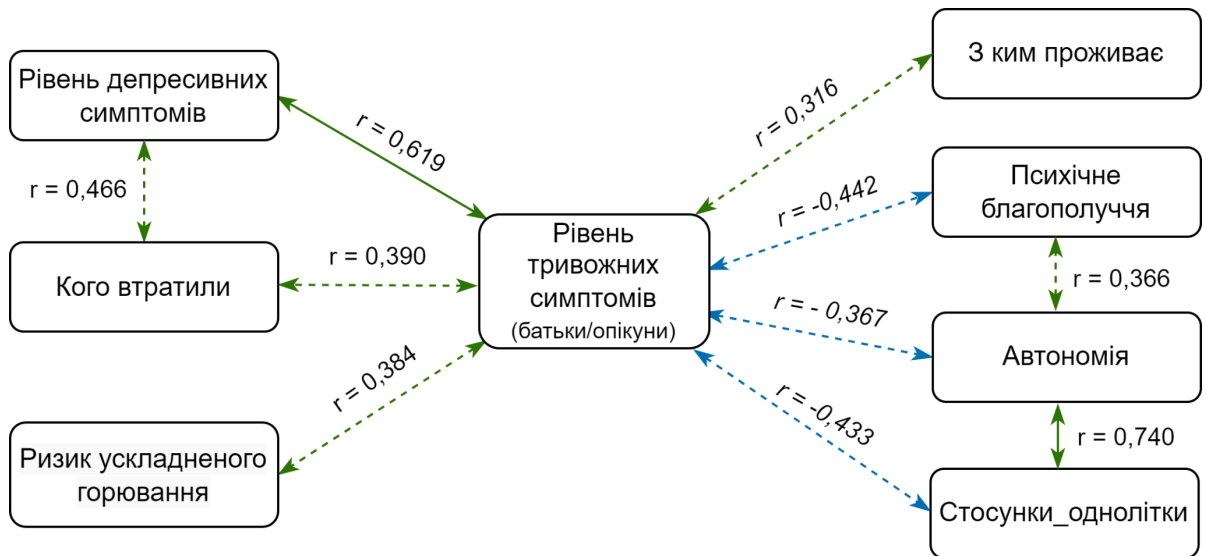 Рівень депресивних
симптомів
r = 0,466
Кого втратили
Ризик ускладненого
горювання
r = 0,619
r = 0,390
r = 0,384
Рівень
тривожних
симптомів
(батьки/опікуни)
r = 0,316
r = -0,442
r = - 0,367
r = -0,433
З ким проживає
Психічне
благополуччя
r = 0,366
Автономія
r = 0,740
Стосунки_однолітки